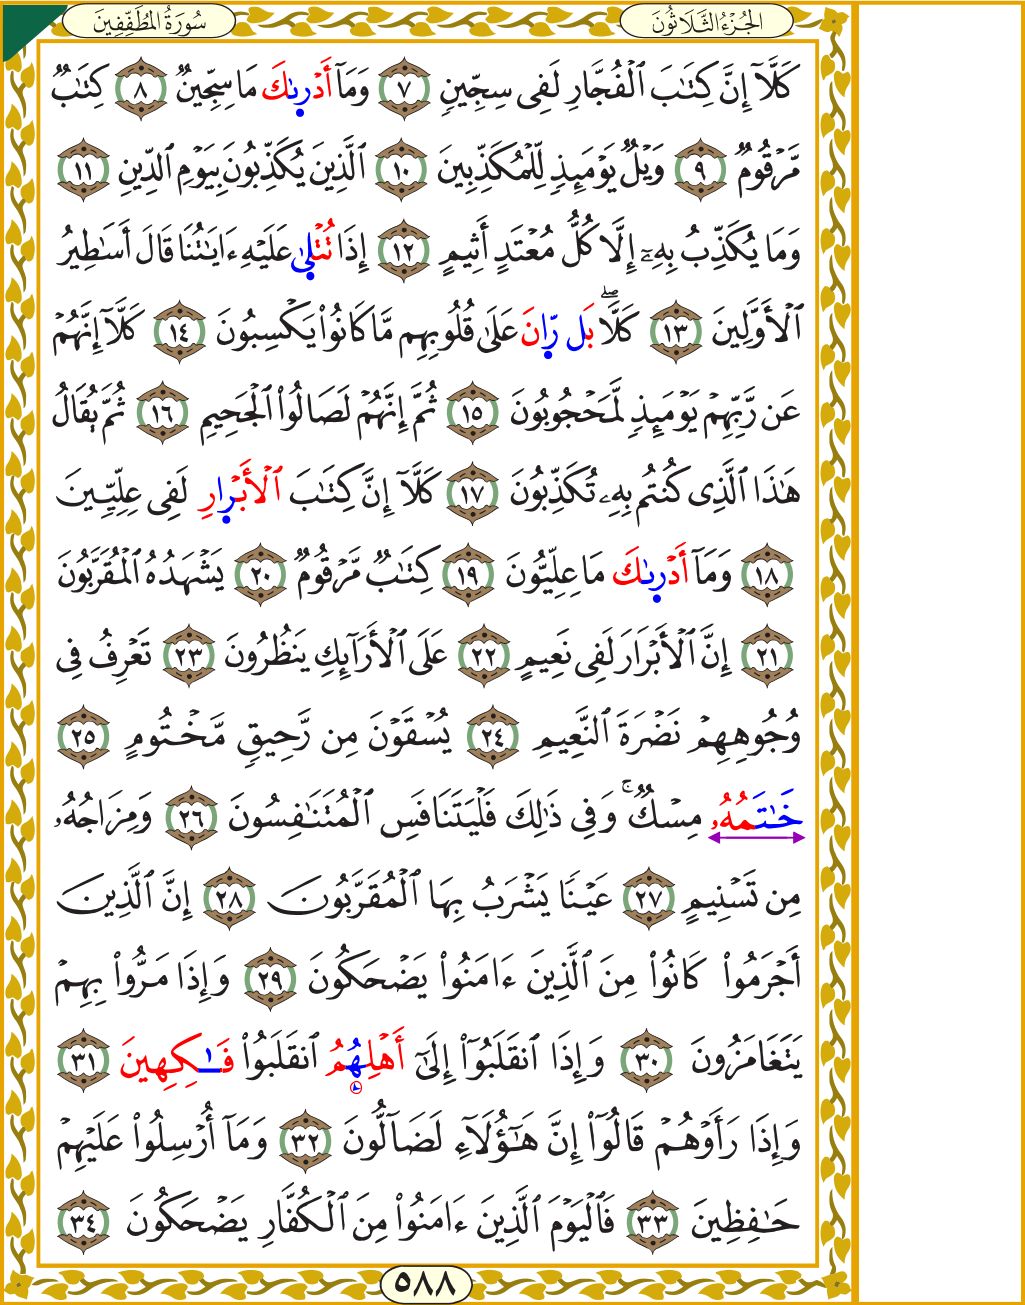 سُورَةُ المُطَفِّفِينَ
الجُزْءُ الثَّلَاثُونَ
كَلَّآ إِنَّ كِتَٰبَ ٱلْفُجَّارِ لَفِى سِجِّينٍ ٧ وَمَآ أَدْرِىٰكَ مَا سِجِّينٌ ٨ كِتَٰبٌ
مَّرْقُومٌ ٩ وَيْلٌ يَوْمَئِذٍ لِّلْمُكَذِّبِينَ ١٠ ٱلَّذِينَ يُكَذِّبُونَ بِيَوْمِ ٱلدِّينِ ١١
وَمَا يُكَذِّبُ بِهِۦٓ إِلَّا كُلُّ مُعْتَدٍ أَثِيمٍ ١٢ إِذَا تُتْلِىٰ عَلَيْهِ ءَايَٰتُنَا قَالَ أَسَٰطِيرُ
ٱلْأَوَّلِينَ ١٣ كَلَّاۖ بَل رِّانَ عَلَىٰ قُلُوبِهِم مَّا كَانُوا۟ يَكْسِبُونَ ١٤ كَلَّآ إِنَّهُمْ
عَن رَّبِّهِمْ يَوْمَئِذٍ لَّمَحْجُوبُونَ ١٥ ثُمَّ إِنَّهُمْ لَصَالُوا۟ ٱلْجَحِيمِ ١٦ ثُمَّ يُقَالُ
هَٰذَا ٱلَّذِى كُنتُم بِهِۦ تُكَذِّبُونَ ١٧ كَلَّآ إِنَّ كِتَٰبَ ٱلْأَبْرِارِ لَفِى عِلِّيِّينَ
١٨ وَمَآ أَدْرِىٰكَ مَا عِلِّيُّونَ ١٩ كِتَٰبٌ مَّرْقُومٌ ٢٠ يَشْهَدُهُ ٱلْمُقَرَّبُونَ
٢١ إِنَّ ٱلْأَبْرَارَ لَفِى نَعِيمٍ ٢٢ عَلَى ٱلْأَرَآئِكِ يَنظُرُونَ ٢٣ تَعْرِفُ فِى
وُجُوهِهِمْ نَضْرَةَ ٱلنَّعِيمِ ٢٤ يُسْقَوْنَ مِن رَّحِيقٍ مَّخْتُومٍ ٢٥
خَٰتَمُهُۥ مِسْكٌۚ وَفِى ذَٰلِكَ فَلْيَتَنَافَسِ ٱلْمُتَنَٰفِسُونَ ٢٦ وَمِزَاجُهُۥ
مِن تَسْنِيمٍ ٢٧ عَيْنًا يَشْرَبُ بِهَا ٱلْمُقَرَّبُونَ ٢٨ إِنَّ ٱلَّذِينَ
أَجْرَمُوا۟ كَانُوا۟ مِنَ ٱلَّذِينَ ءَامَنُوا۟ يَضْحَكُونَ ٢٩ وَإِذَا مَرُّوا۟ بِهِمْ
يَتَغَامَزُونَ ٣٠ وَإِذَا ٱنقَلَبُوٓا۟ إِلَىٰٓ أَهْلِهُمُ ٱنقَلَبُوا۟ فَٰكِهِينَ ٣١
وَإِذَا رَأَوْهُمْ قَالُوٓا۟ إِنَّ هَٰٓؤُلَآءِ لَضَآلُّونَ ٣٢ وَمَآ أُرْسِلُوا۟ عَلَيْهِمْ
حَٰفِظِينَ ٣٣ فَٱلْيَوْمَ ٱلَّذِينَ ءَامَنُوا۟ مِنَ ٱلْكُفَّارِ يَضْحَكُونَ ٣٤
٥٨٨